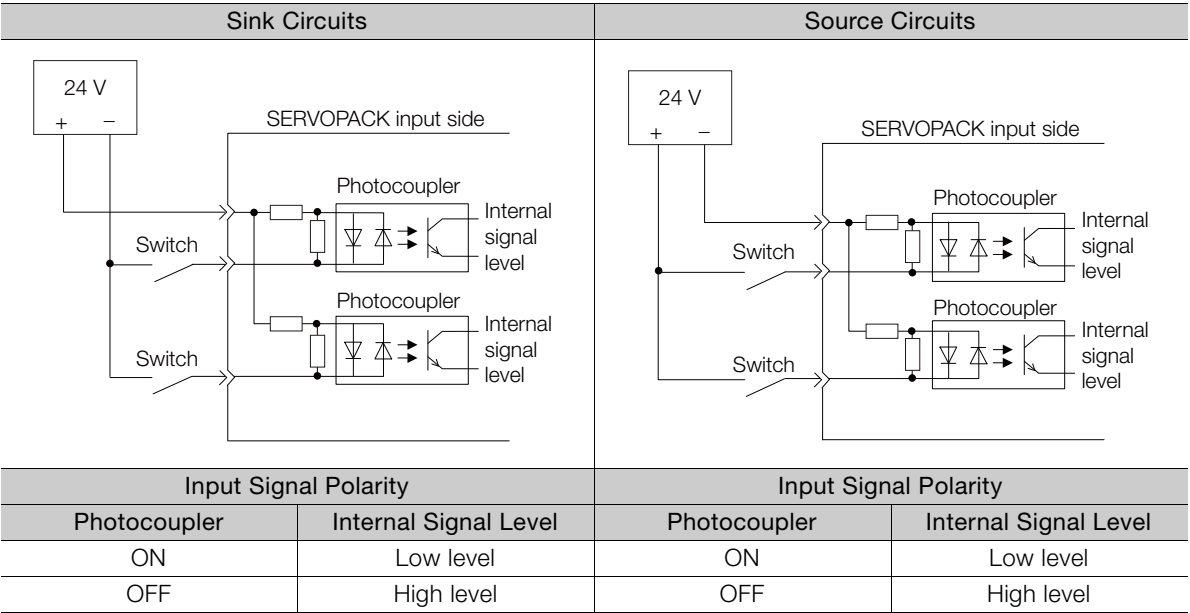 Sink Circuits
24 V
+ −
SERVOPACK input side
Photocoupler
Internal
signal
level
Switch
Photocoupler
Internal
signal
level
Switch
Source Circuits
24 V
+ −
SERVOPACK input side
Photocoupler
Internal
signal
level
Switch
Photocoupler
Internal
signal
level
Switch
Input Signal Polarity Input Signal Polarity
Photocoupler Internal Signal Level Photocoupler Internal Signal Level
ON Low level ON Low level
OFF High level OFF High level